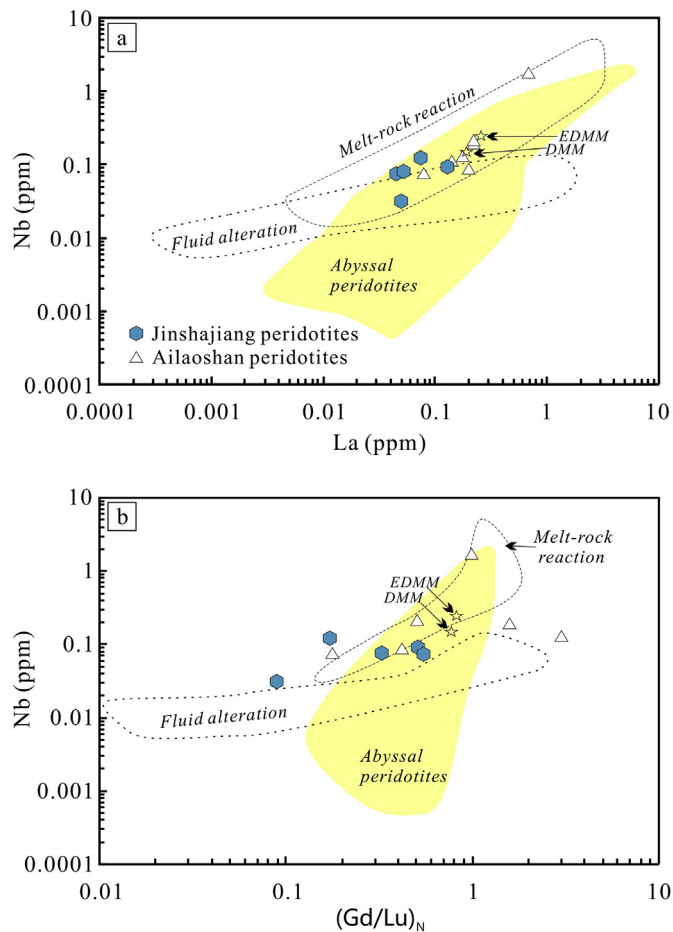 a
10
1
0.1
0.01
0.001
0.0001
Nb (ppm)
Melt-rock reaction
EDMM
DMM
Fluid alteration
Abyssal
peridotites
Jinshajiang peridotites
Ailaoshan peridotites
0.0001
0.001
0.01
0.1
1
10
La (ppm)
b
10
1
0.1
0.01
0.001
0.0001
Nb (ppm)
Melt-rock
reaction
EDMM
DMM
Fluid alteration
Abyssal
peridotites
0.01
0.1
1
10
(Gd/Lu)N